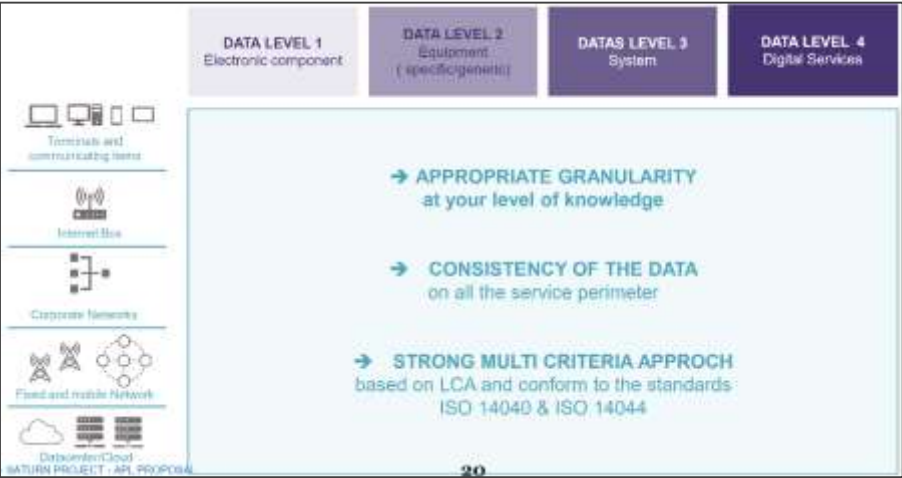 DATA LEVEL 1
Electronic component
DATA LEVEL 2
Equipment
( specific/generic)
DATAS LEVEL 3
System
DATA LEVEL 4
Digital Services
Terminals and
communicating items
Internet Box
Corporate Networks
Fixed and mobile Network
Datacenter/Cloud
➔ APPROPRIATE GRANULARITY
at your level of knowledge
➔ CONSISTENCY OF THE DATA
on all the service perimeter
➔ STRONG MULTI CRITERIA APPROCH
based on LCA and conform to the standards
ISO 14040 & ISO 14044
SATURN PROJECT - APL PROPOSAL
20